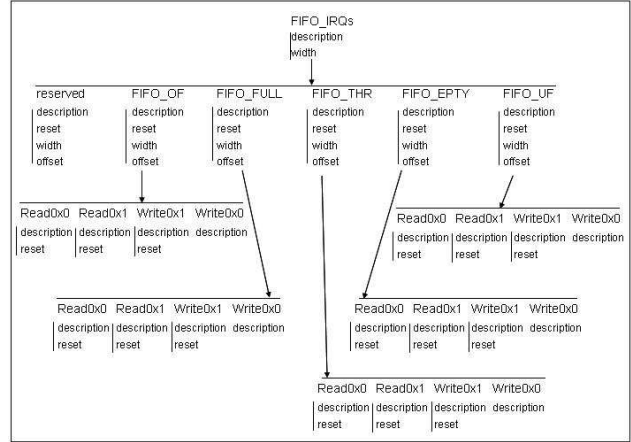 FIFO_IRQs
description
width
reserved FIFO_OF FIFO_FULL FIFO_THR FIFO_EPTY FIFO_UF
description description description description description description
reset reset reset reset reset reset
width width width width width width
offset offset offset offset offset offset
Read0x0 Read0x1 Write0x1 Write0x0
description description description description
reset reset reset
Read0x0 Read0x1 Write0x1 Write0x0
description description description description
reset reset reset
Read0x0 Read0x1 Write0x1 Write0x0
description description description description
reset reset reset
Read0x0 Read0x1 Write0x1 Write0x0
description description description description
reset reset reset
Read0x0 Read0x1 Write0x1 Write0x0
description description description description
reset reset reset